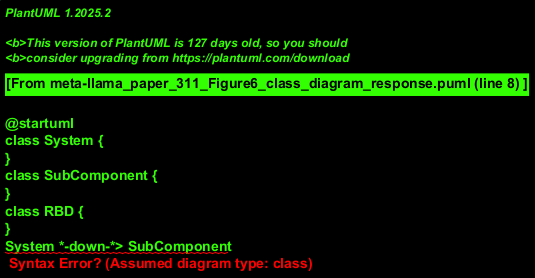 PlantUML 1.2025.2
<b>This version of PlantUML is 127 days old, so you should
<b>consider upgrading from https://plantuml.com/download
[From meta-llama_paper_311_Figure6_class_diagram_response.puml (line 8) ]
@startuml
class System {
}
class SubComponent {
}
class RBD {
}
System *-down-*> SubComponent
Syntax Error? (Assumed diagram type: class)